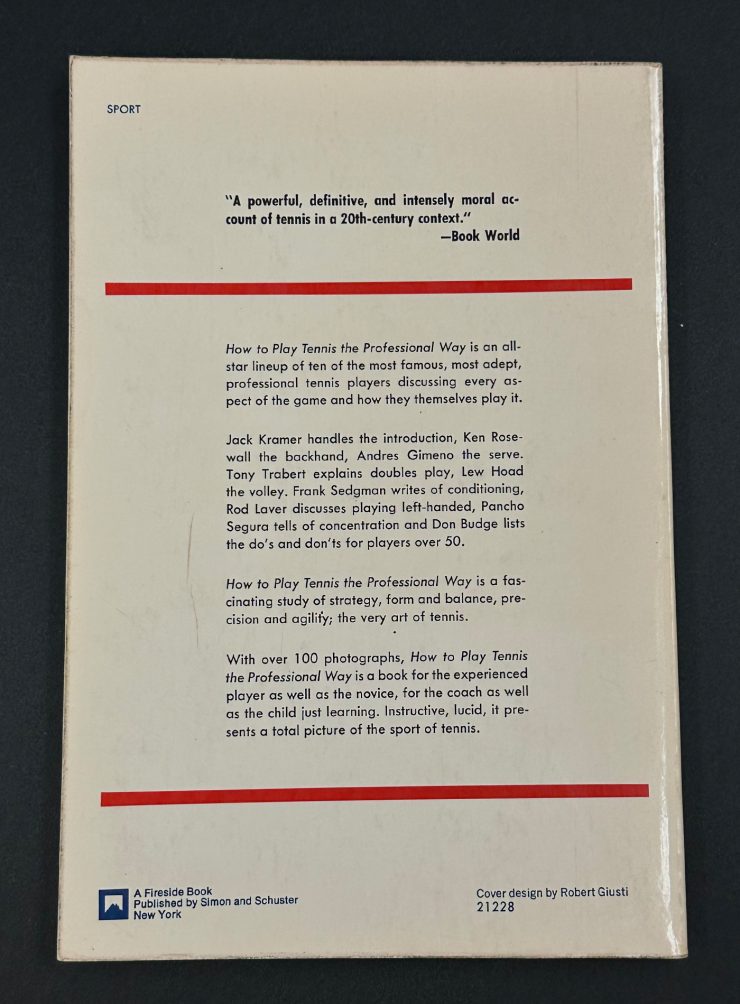 SPORT
"A powerful, definitive, and intensely moral ac-
count of tennis in a 20th-century context."
—Book World
How to Play Tennis the Professional Way is an all-
star lineup of ten of the most famous, most adept,
professional tennis players discussing every as-
pect of the game and how they themselves play it.
Jack Kramer handles the introduction, Ken Rose-
wall the backhand, Andres Gimeno the serve.
Tony Trabert explains doubles play, Lew Hoad
the volley. Frank Sedgman writes of conditioning,
Rod Laver discusses playing left-handed, Pancho
Segura tells of concentration and Don Budge lists
the do's and don'ts for players over 50.
How to Play Tennis the Professional Way is a fas-
cinating study of strategy, form and balance, pre-
cision and agility; the very art of tennis.
With over 100 photographs, How to Play Tennis
the Professional Way is a book for the experienced
player as well as the novice, for the coach as well
as the child just learning. Instructive, lucid, it pre-
sents a total picture of the sport of tennis.
A Fireside Book
Published by Simon and Schuster
New York
Cover design by Robert Giusti
21228